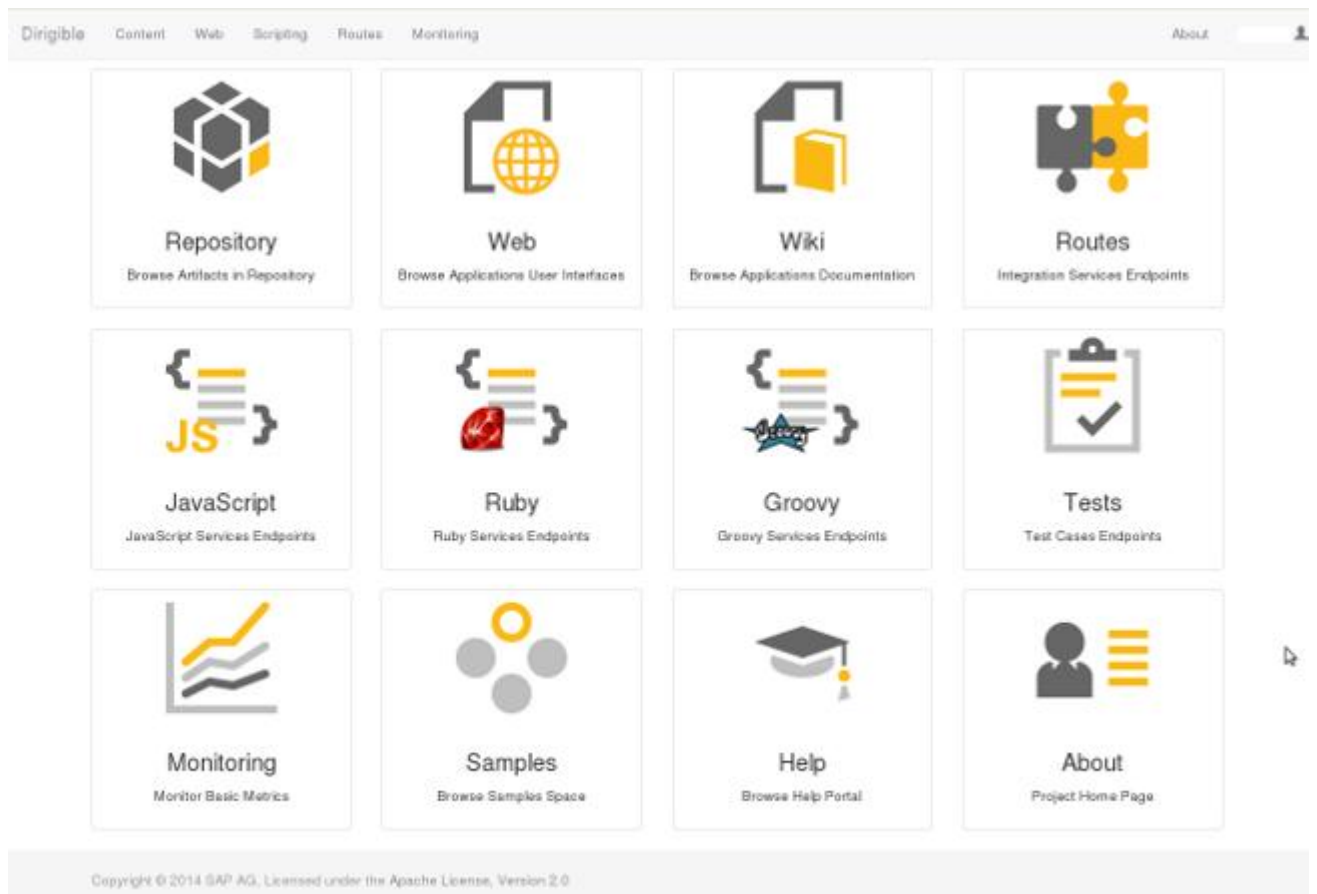 Dirigible Content Web Scripting Routes Monitoring About
Repository Web Wiki Routes
Browse Artifacts in Repository Browse Applications User Interfaces Browse Applications Documentation Integration Services Endpoints
JS Groovy
JavaScript Ruby Groovy Tests
JavaScript Services Endpoints Ruby Services Endpoints Groovy Services Endpoints Test Cases Endpoints
Monitoring Samples Help About
Monitor Basic Metrics Browse Samples Space Browse Help Portal Project Home Page
Copyright © 2014 SAP AG, Licensed under the Apache License, Version 2.0